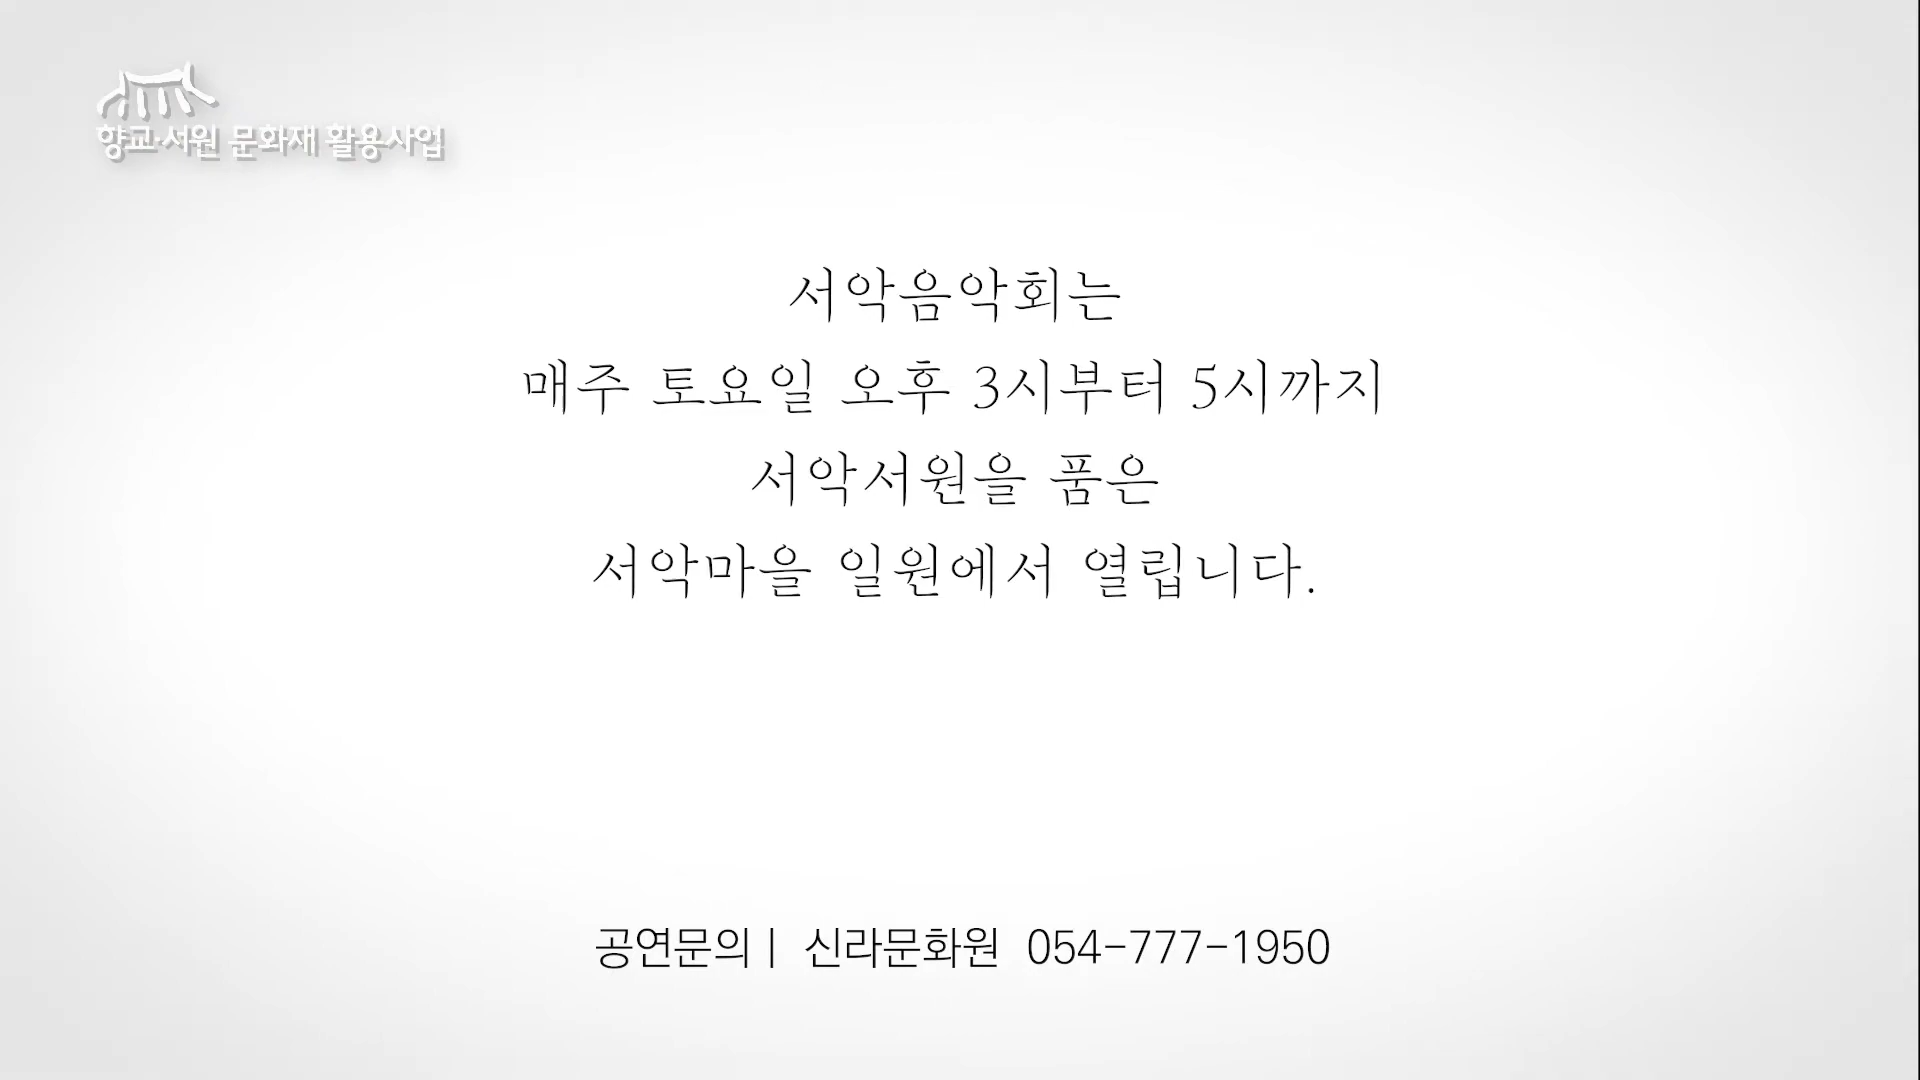 향교·서원 문화재 활용사업
서악음악회는
매주 토요일 오후 3시부터 5시까지
서악서원을 품은
서악마을 일원에서 열립니다.
공연문의 | 신라문화원 054-777-1950